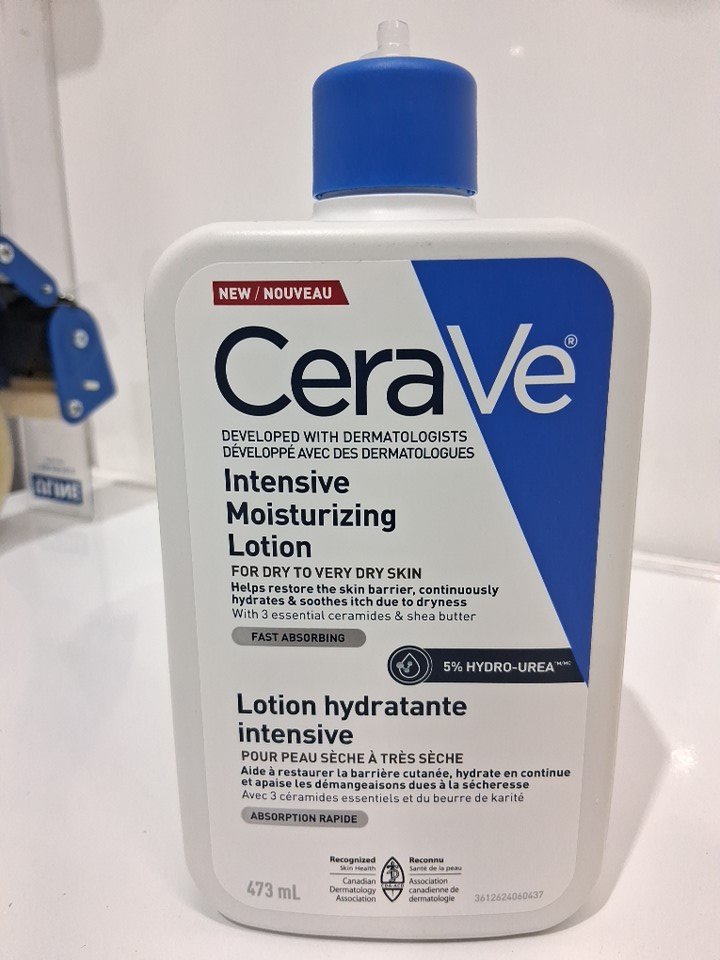 NEW / NOUVEAU
CeraVe®
DEVELOPED WITH DERMATOLOGISTS
DÉVELOPPÉ AVEC DES DERMATOLOGUES
Intensive
Moisturizing
Lotion
FOR DRY TO VERY DRY SKIN
Helps restore the skin barrier, continuously
hydrates & soothes itch due to dryness
With 3 essential ceramides & shea butter
FAST ABSORBING
5% HYDRO-UREA™/MC
Lotion hydratante
intensive
POUR PEAU SÈCHE À TRÈS SÈCHE
Aide à restaurer la barrière cutanée, hydrate en continue
et apaise les démangeaisons dues à la sécheresse
Avec 3 céramides essentiels et du beurre de karité
ABSORPTION RAPIDE
Recognized
Skin Health
Canadian
Dermatology
Association
Reconnu
Santé de la peau
Association
canadienne de
dermatologie
473 mL
3612624060437